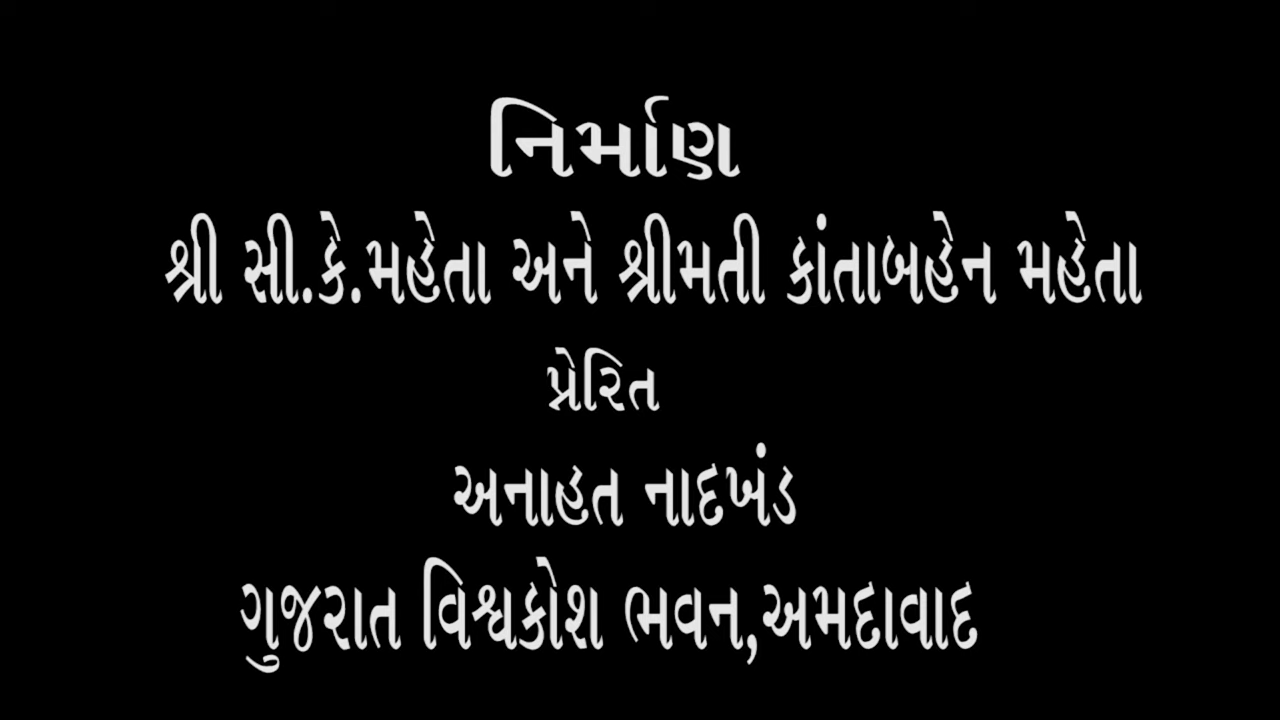 નિર્માણ
શ્રી સી.કે.મહેતા અને શ્રીમતી કાંતાબહેન મહેતા
પ્રેરિત
અનાહત નાદખંડ
ગુજરાત વિશ્વકોશ ભવન,અમદાવાદ